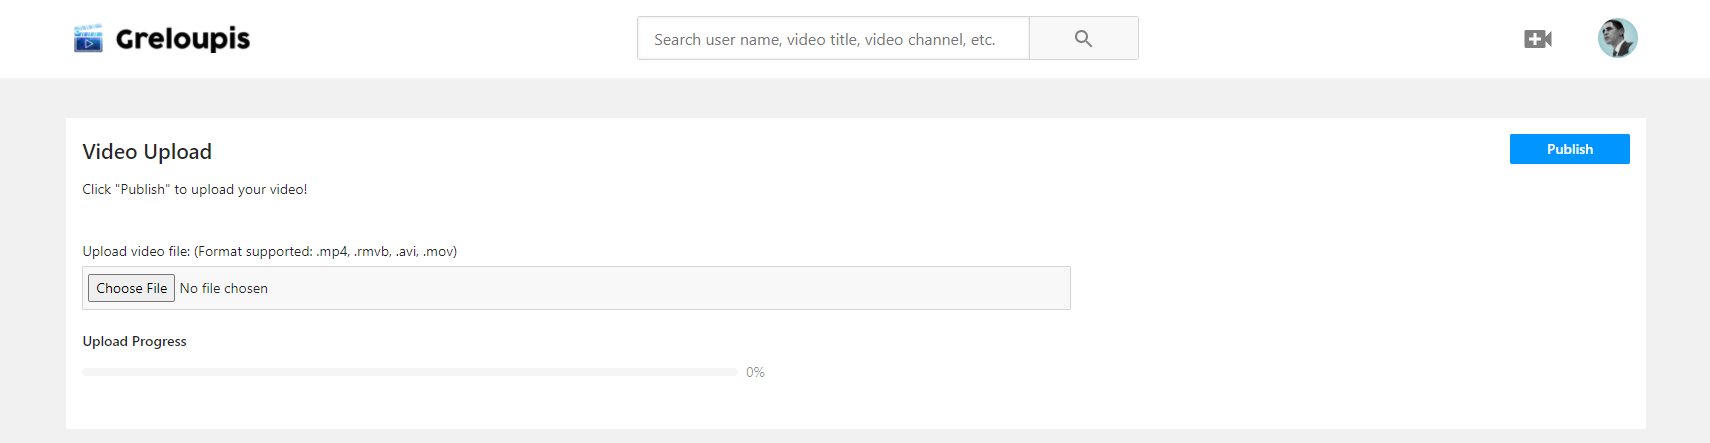 Greloupis
Search user name, video title, video channel, etc.
Video Upload
Publish
Click "Publish" to upload your video!
Upload video file: (Format supported: .mp4, .rmvb, .avi, .mov)
Choose File No file chosen
Upload Progress
0%